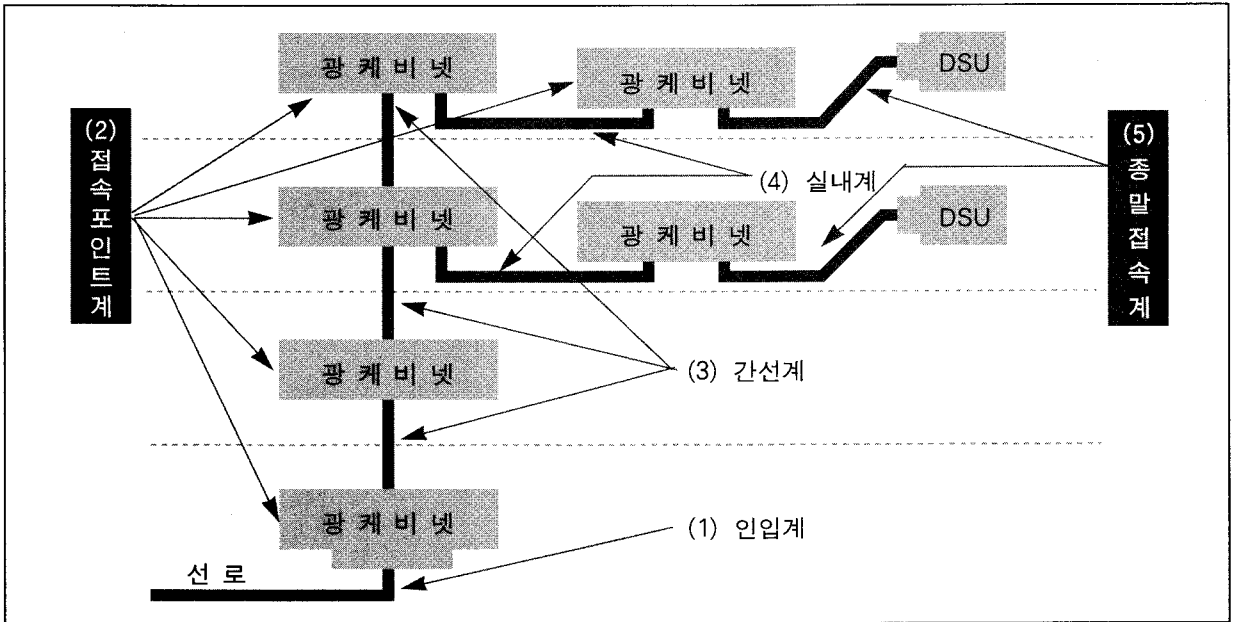 광 케 비 넷
광 케 비 넷
DSU
(2) 접속포인트계
(5) 종말접속계
(4) 실내계
광 케 비 넷
광 케 비 넷
DSU
광 케 비 넷
(3) 간선계
광 케 비 넷
(1) 인입계
선 로